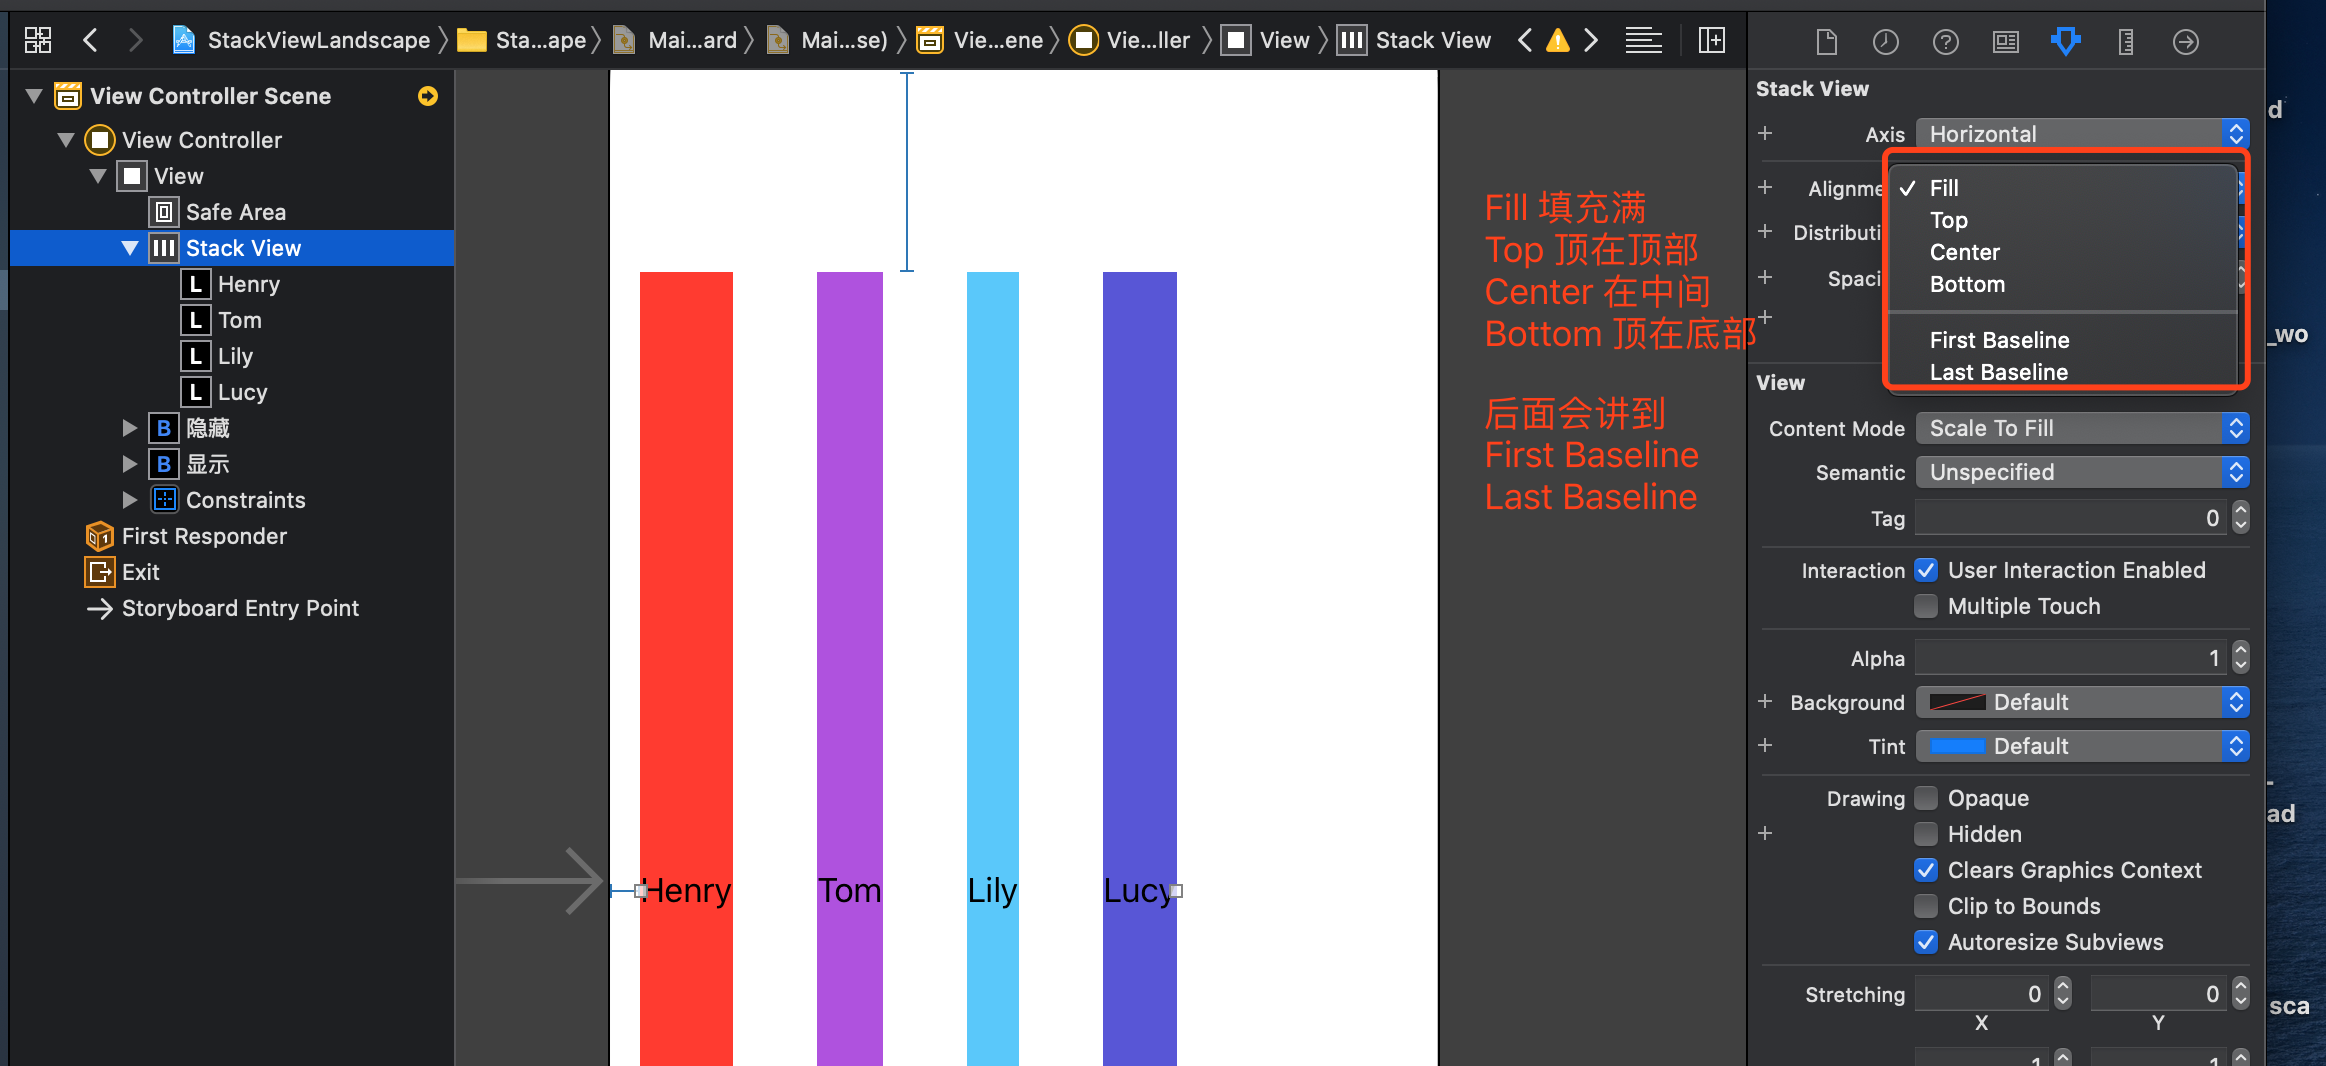 StackViewLandscape
Sta...ape
Mai...ard
Mai...se)
Vie...ene
Vie...ller
View
Stack View
View Controller Scene
View Controller
View
Safe Area
Stack View
L Henry
L Tom
L Lily
L Lucy
B 隐藏
B 显示
Constraints
First Responder
Exit
Storyboard Entry Point
Henry
Tom
Lily
Lucy
Fill 填充满
Top 顶在顶部
Center 在中间
Bottom 顶在底部
后面会讲到
First Baseline
Last Baseline
Stack View
Axis Horizontal
Alignme
Distributi
Spaci
Fill
Top
Center
Bottom
First Baseline
Last Baseline
View
Content Mode Scale To Fill
Semantic Unspecified
Tag 0
Interaction User Interaction Enabled
Multiple Touch
Alpha 1
Background Default
Tint Default
Drawing Opaque
Hidden
Clears Graphics Context
Clip to Bounds
Autoresize Subviews
Stretching 0 0
X Y
1 1
d
_wo
-
ad
sca